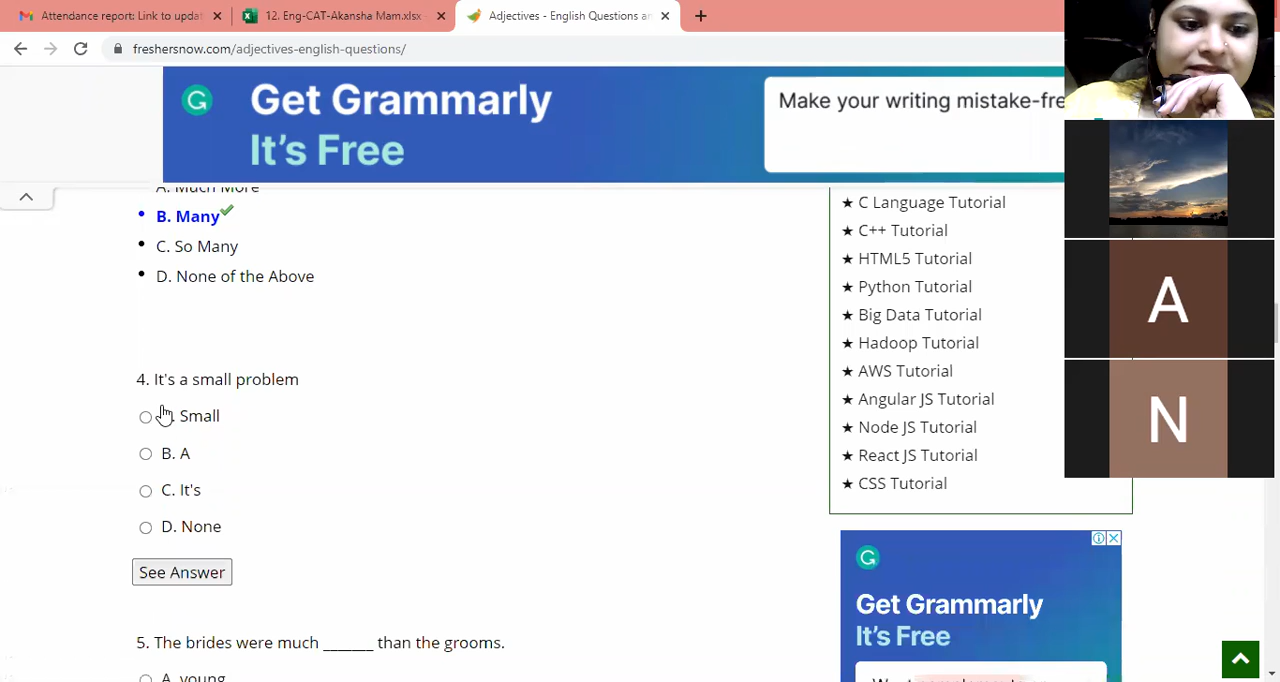 Attendance report: Link to updat
12. Eng-CAT-Akansha Mam.xlsx -
Adjectives - English Questions an
freshersnow.com/adjectives-english-questions/
Get Grammarly
It's Free
Make your writing mistake-fre
A. Much More
B. Many
C. So Many
D. None of the Above
4. It's a small problem
Small
B. A
C. It's
D. None
See Answer
5. The brides were much _______ than the grooms.
A. young
★ C Language Tutorial
★ C++ Tutorial
★ HTML5 Tutorial
★ Python Tutorial
★ Big Data Tutorial
★ Hadoop Tutorial
★ AWS Tutorial
★ Angular JS Tutorial
★ Node JS Tutorial
★ React JS Tutorial
★ CSS Tutorial
Get Grammarly
It's Free
A
N